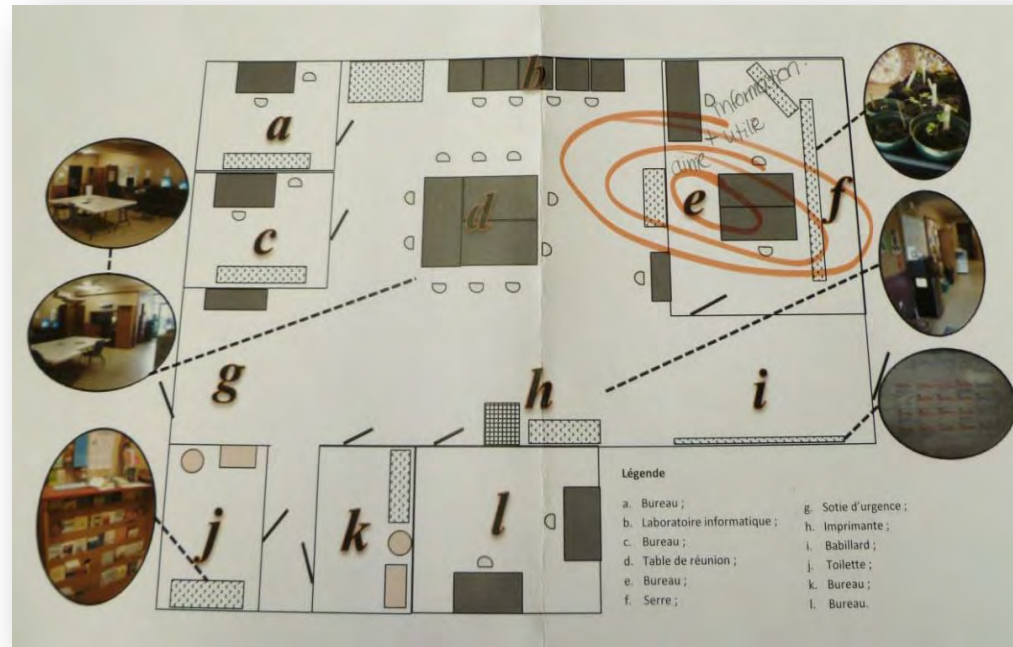 a
b
information.
+ utile
aime
d
e
f
c
g
h
i
j
k
l
Légende
a. Bureau ;
b. Laboratoire informatique ;
c. Bureau ;
d. Table de réunion ;
e. Bureau ;
f. Serre ;
g. Sotie d'urgence ;
h. Imprimante ;
i. Babillard ;
j. Toilette ;
k. Bureau ;
l. Bureau.